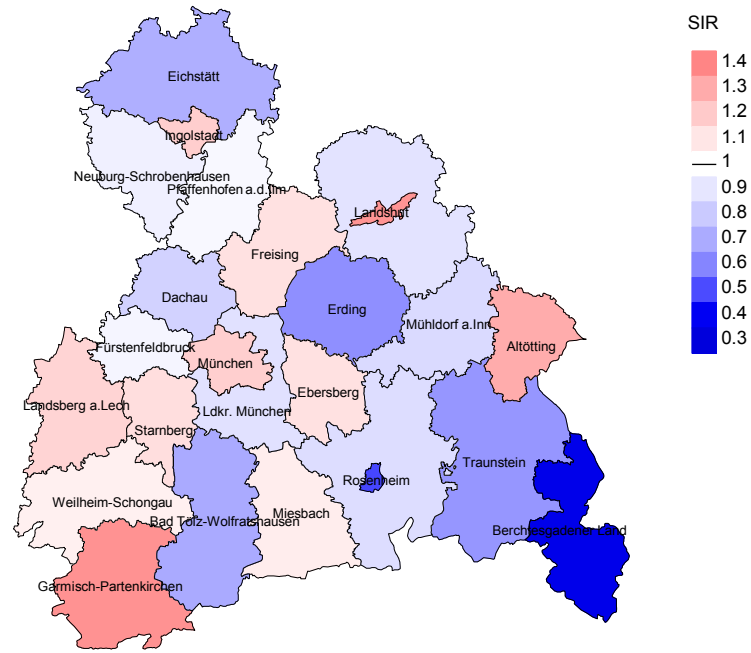 SIR
1.4
1.3
1.2
1.1
1
0.9
0.8
0.7
0.6
0.5
0.4
0.3
Eichstätt
Ingolstadt
Neuburg-Schrobenhausen
Pfaffenhofen a.d.Ilm
Landshut
Freising
Dachau
Erding
Mühldorf a.Inn
Altötting
Fürstenfeldbruck
München
Ebersberg
Landsberg a.Lech
Ldkr. München
Starnberg
Traunstein
Rosenheim
Weilheim-Schongau
Miesbach
Bad Tölz-Wolfratshausen
Berchtesgadener Land
Garmisch-Partenkirchen